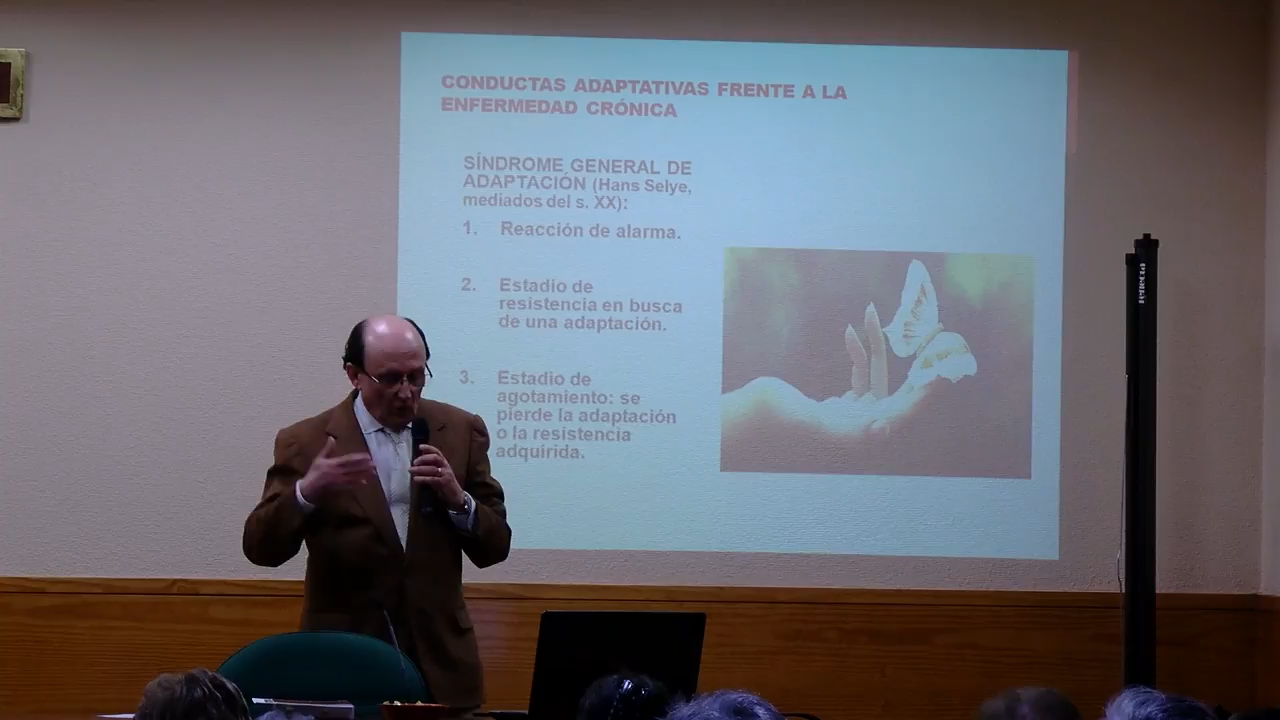 CONDUCTAS ADAPTATIVAS FRENTE A LA
ENFERMEDAD CRÓNICA
SÍNDROME GENERAL DE
ADAPTACIÓN (Hans Selye,
mediados del s. XX):
1. Reacción de alarma.
2. Estadio de
resistencia en busca
de una adaptación.
3. Estadio de
agotamiento: se
pierde la adaptación
o la resistencia
adquirida.